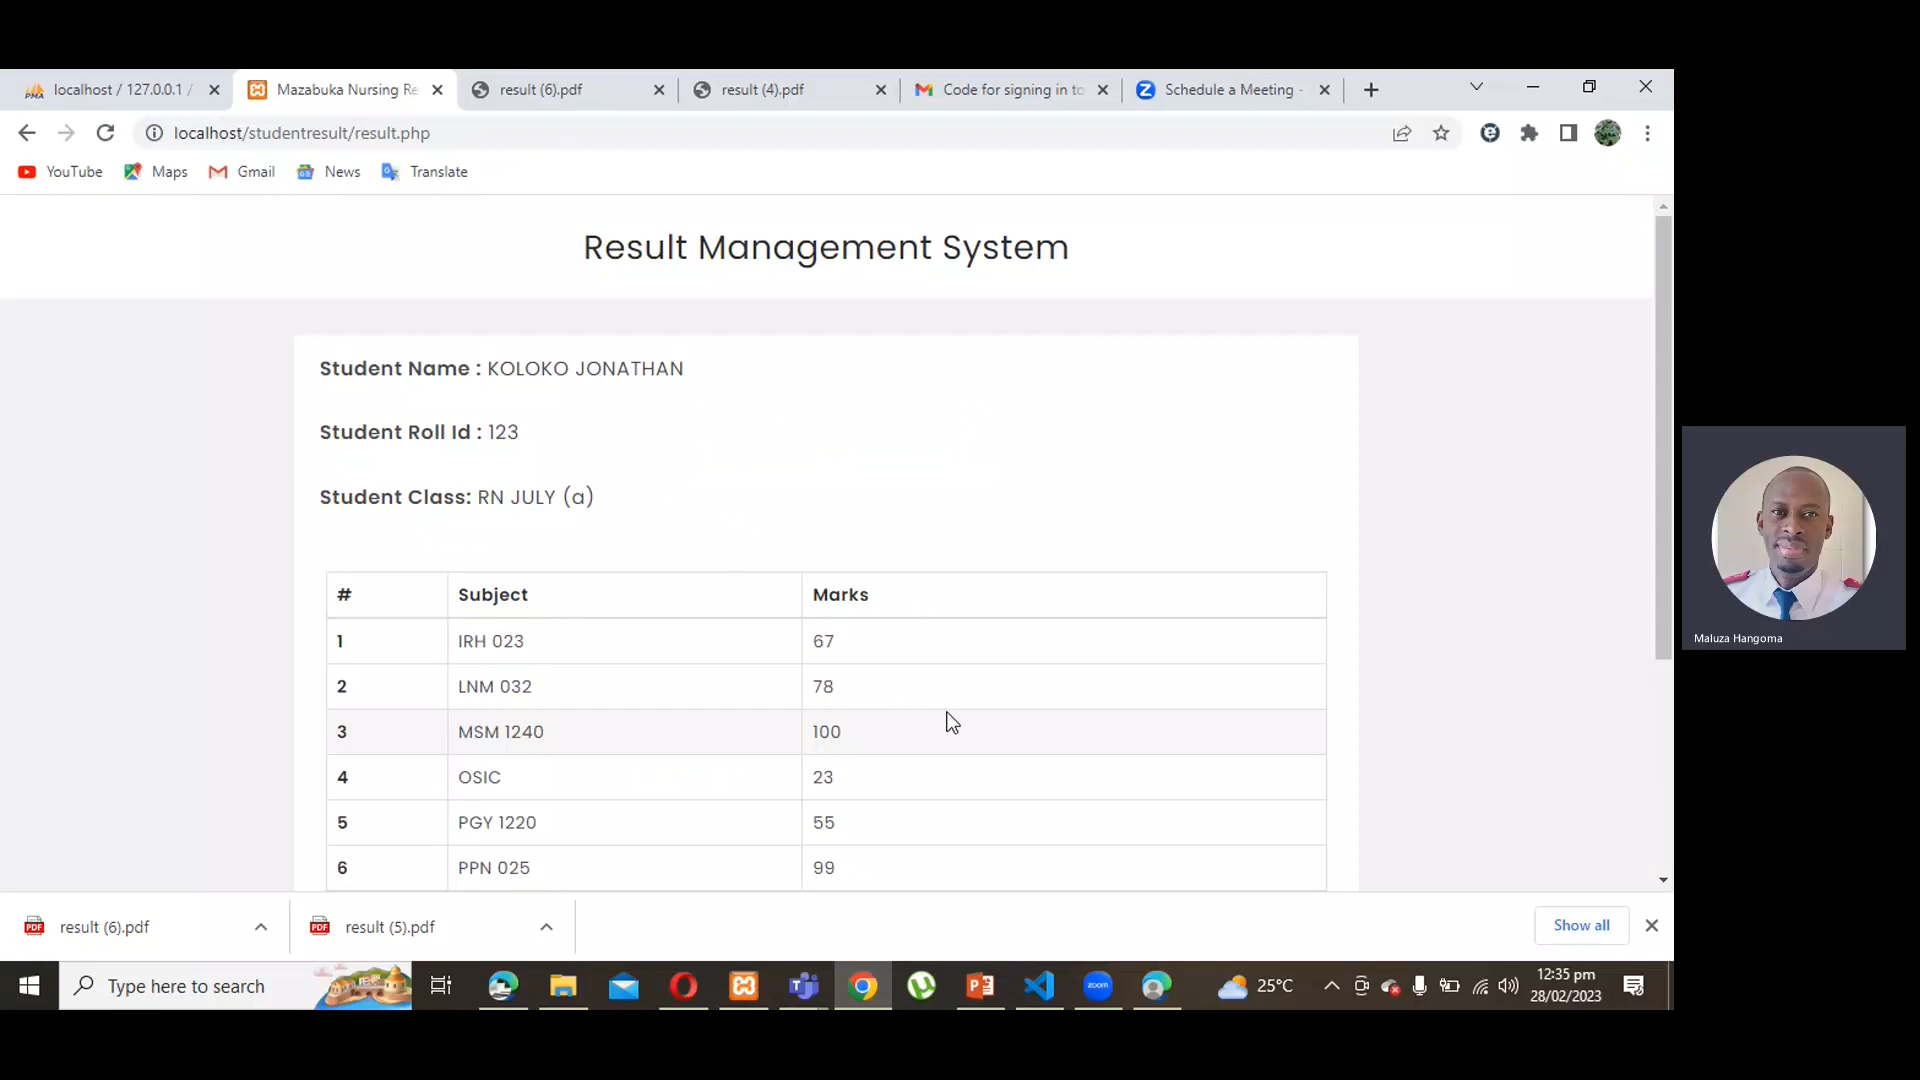 localhost / 127.0.0.1 /
Mazabuka Nursing Re
result (6).pdf
result (4).pdf
Code for signing in to
Schedule a Meeting -
localhost/studentresult/result.php
YouTube
Maps
Gmail
News
Translate
Result Management System
Student Name : KOLOKO JONATHAN
Student Roll Id : 123
Student Class: RN JULY (a)
# Subject Marks
1 IRH 023 67
2 LNM 032 78
3 MSM 1240 100
4 OSIC 23
5 PGY 1220 55
6 PPN 025 99
Maluza Hangoma
result (6).pdf
result (5).pdf
Show all
Type here to search
25°C
12:35 pm
28/02/2023